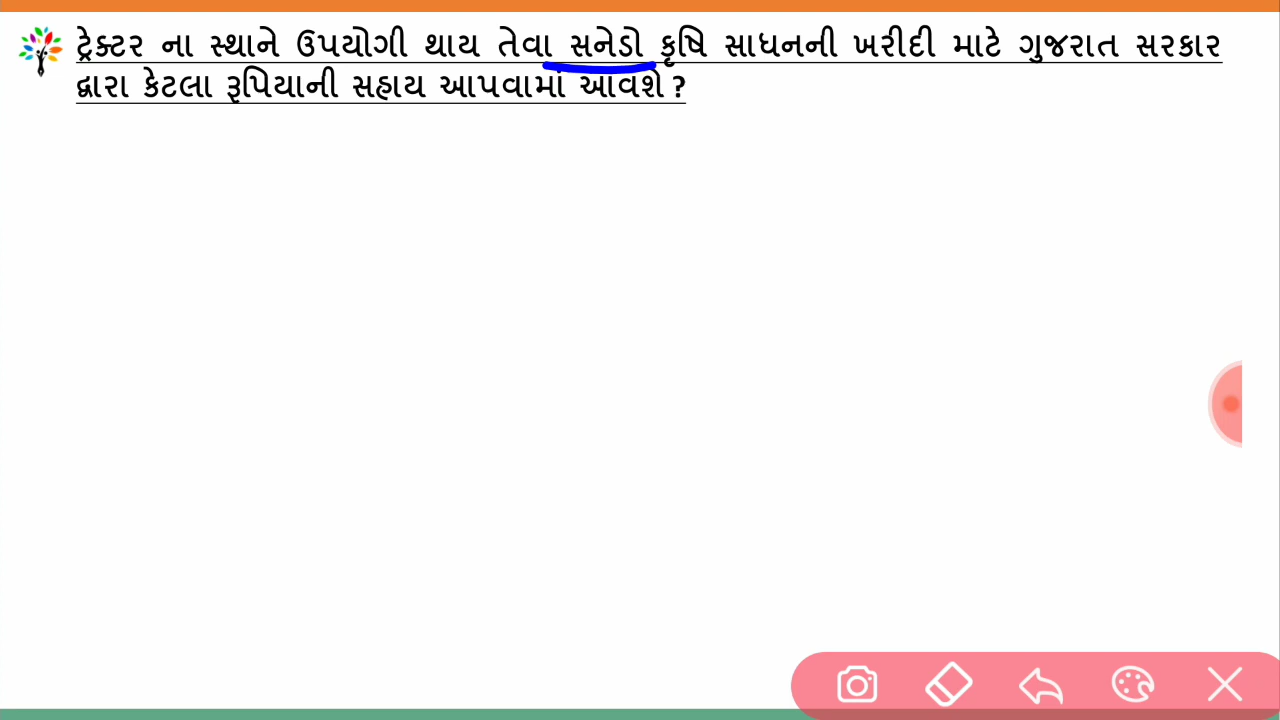 ટ્રેક્ટર ના સ્થાને ઉપયોગી થાય તેવા સનેડો કૃષિ સાધનની ખરીદી માટે ગુજરાત સરકાર
દ્વારા કેટલા રૂપિયાની સહાય આપવામાં આવશે ?